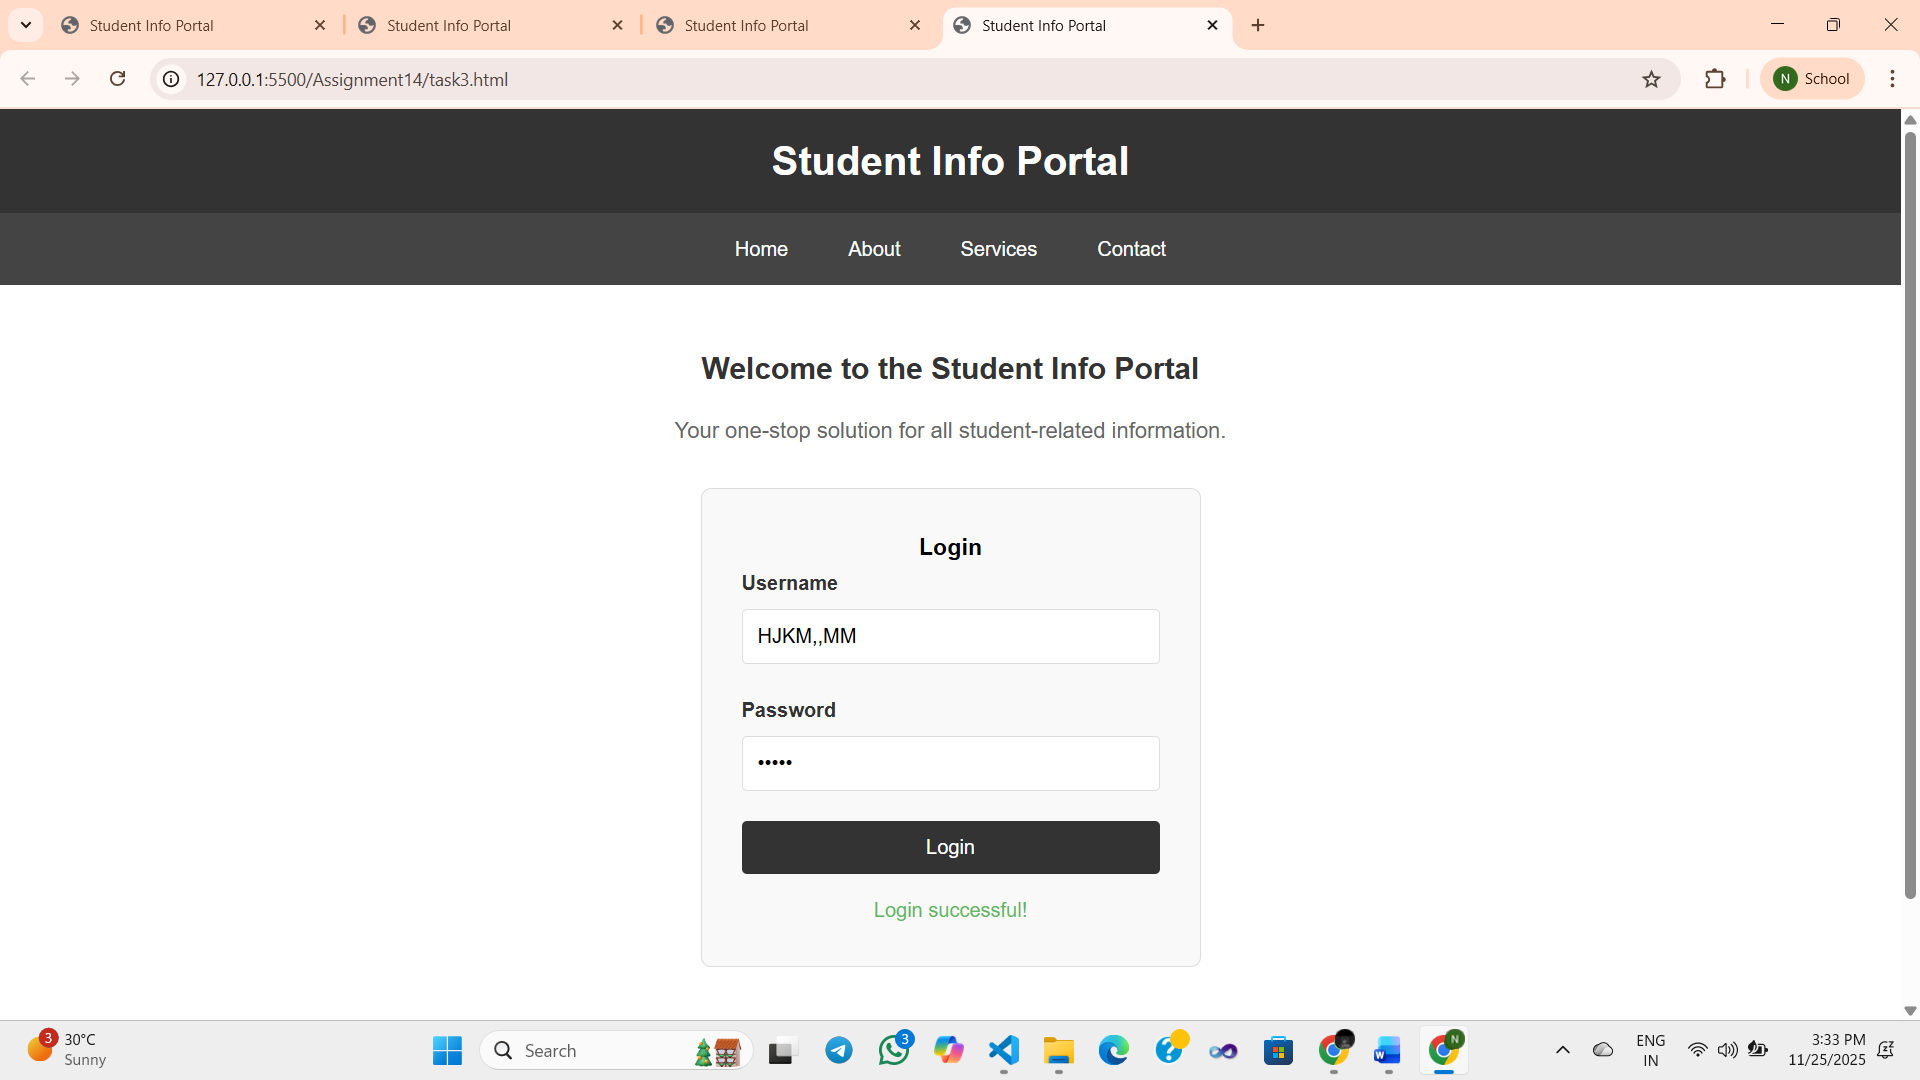 Student Info Portal
Student Info Portal
Student Info Portal
Student Info Portal
127.0.0.1:5500/Assignment14/task3.html
N
School
Student Info Portal
Home
About
Services
Contact
Welcome to the Student Info Portal
Your one-stop solution for all student-related information.
Login
Username
HJKM,,MM
Password
•••••
Login
Login successful!
3
30°C
Sunny
Search
3
N
ENG
IN
3:33 PM
11/25/2025